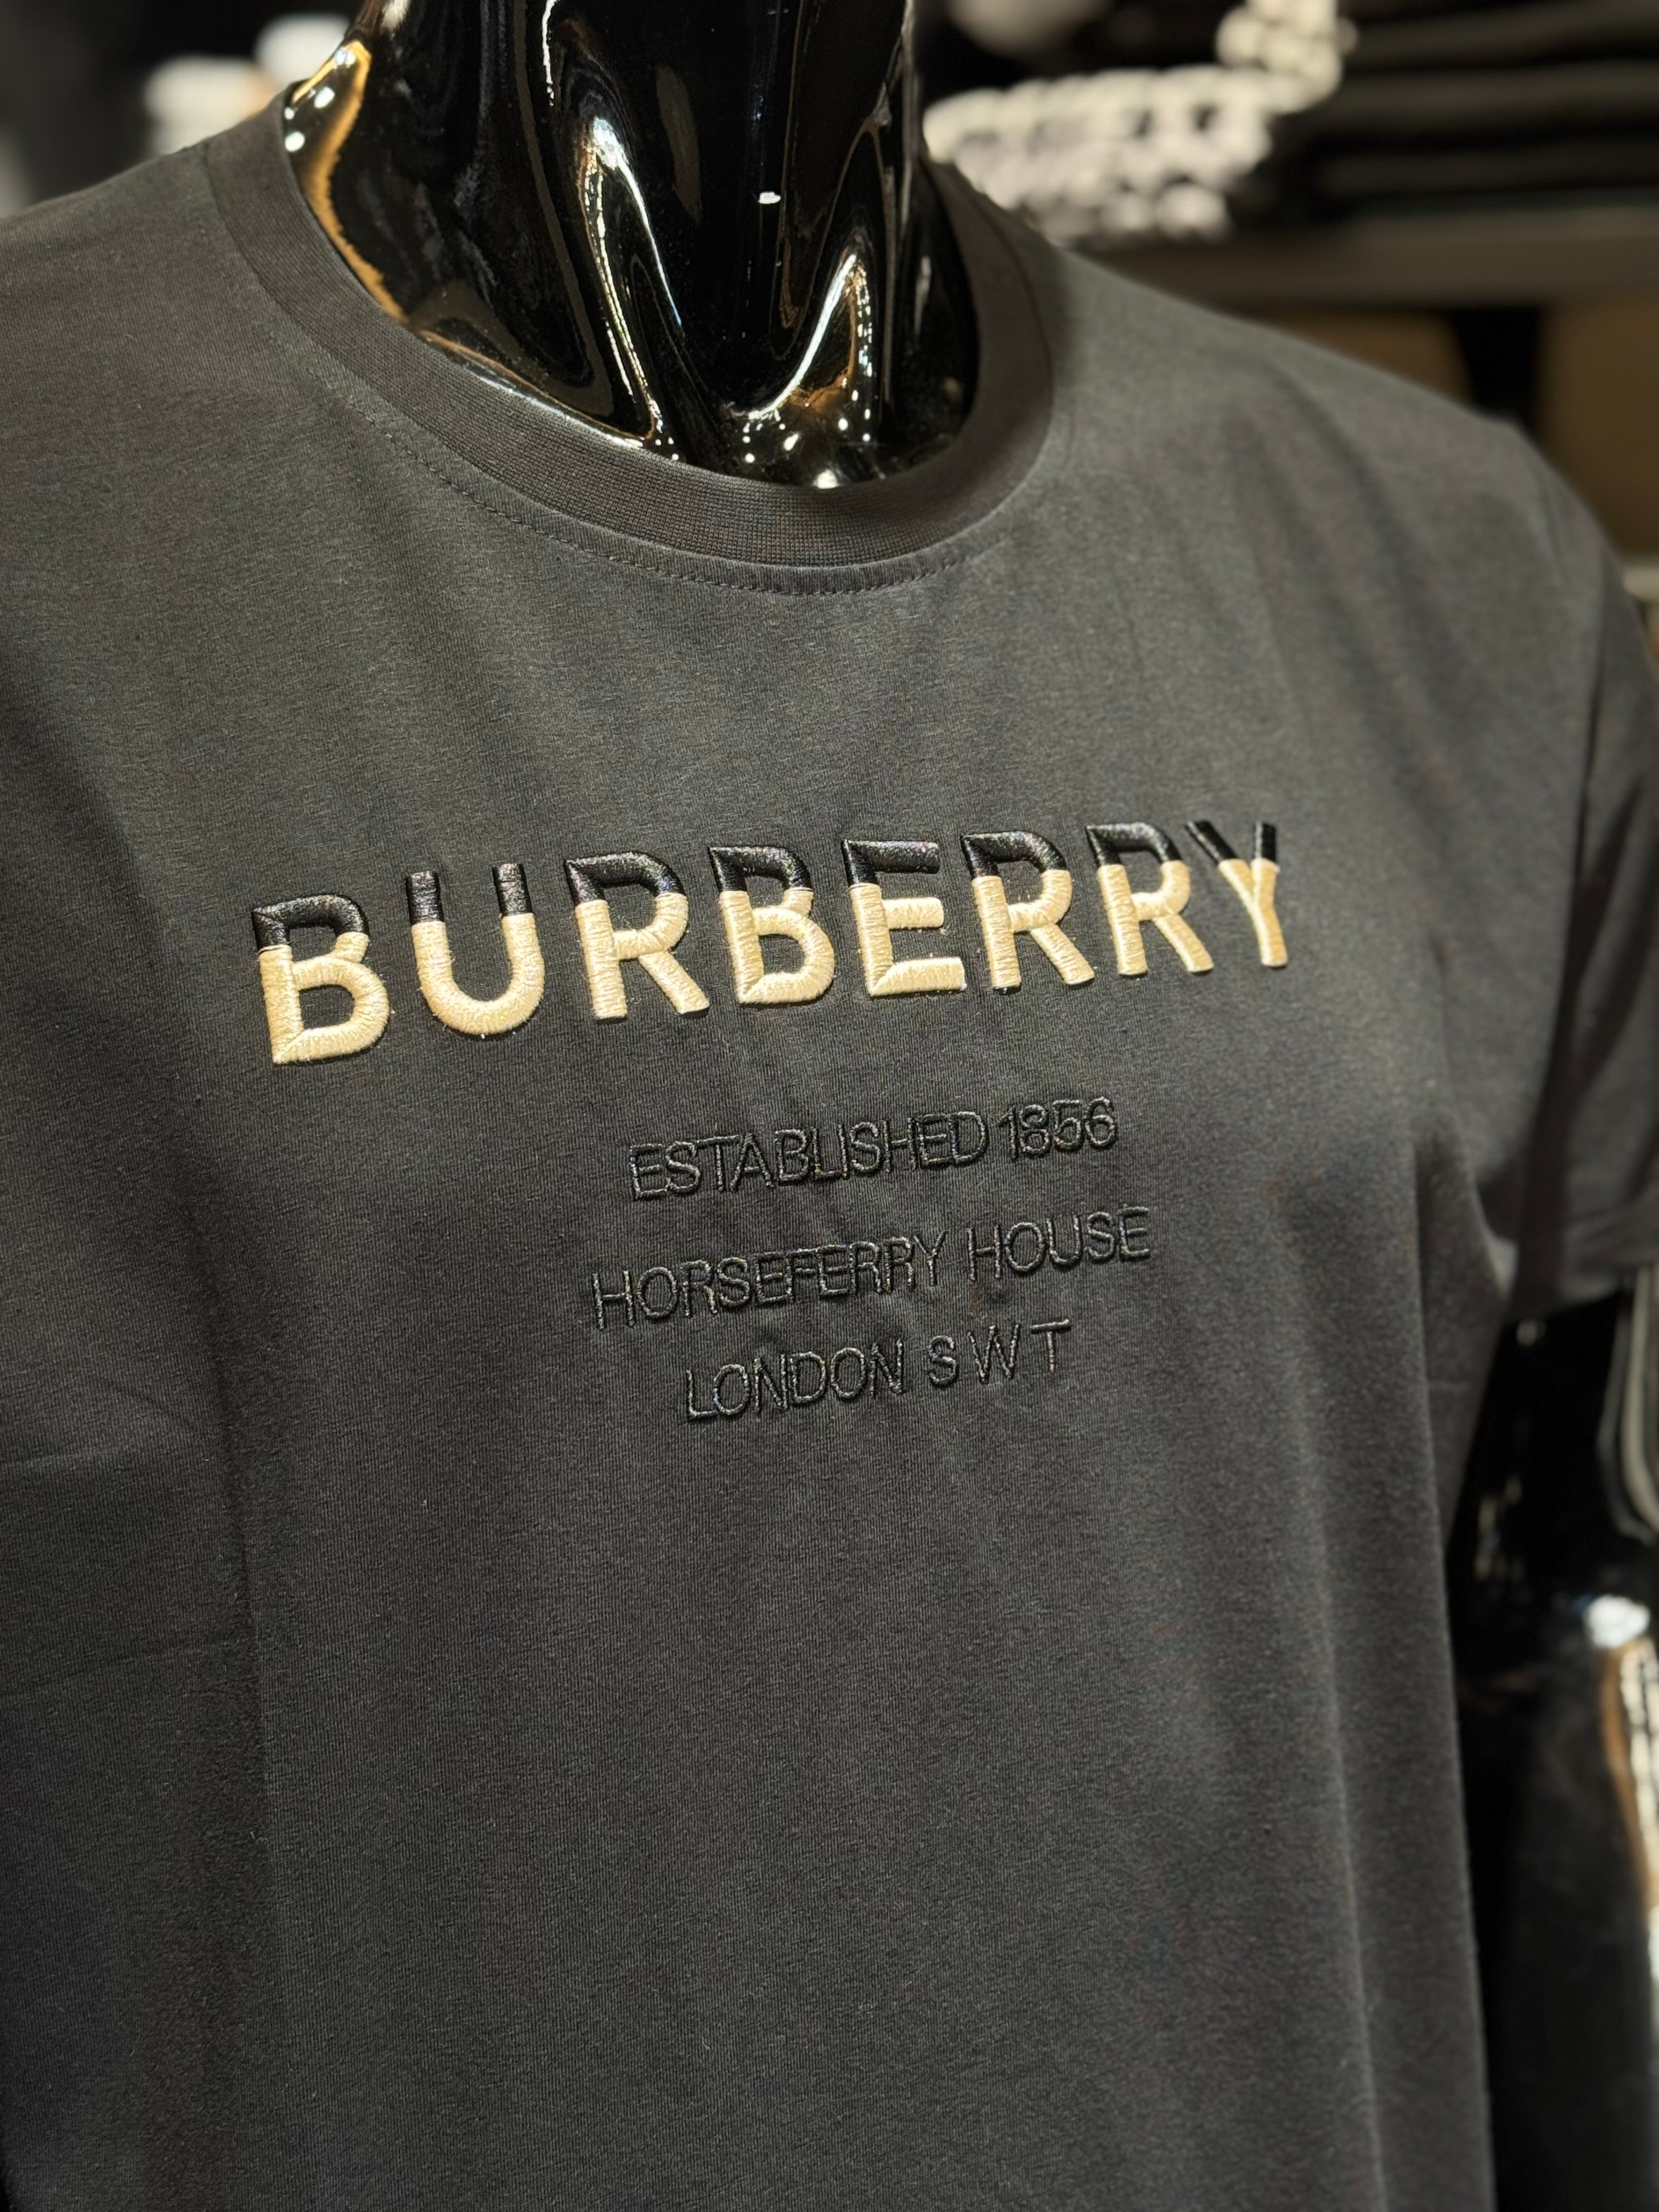 BURBERRY
ESTABLISHED 1856
HORSEFERRY HOUSE
LONDON S W T